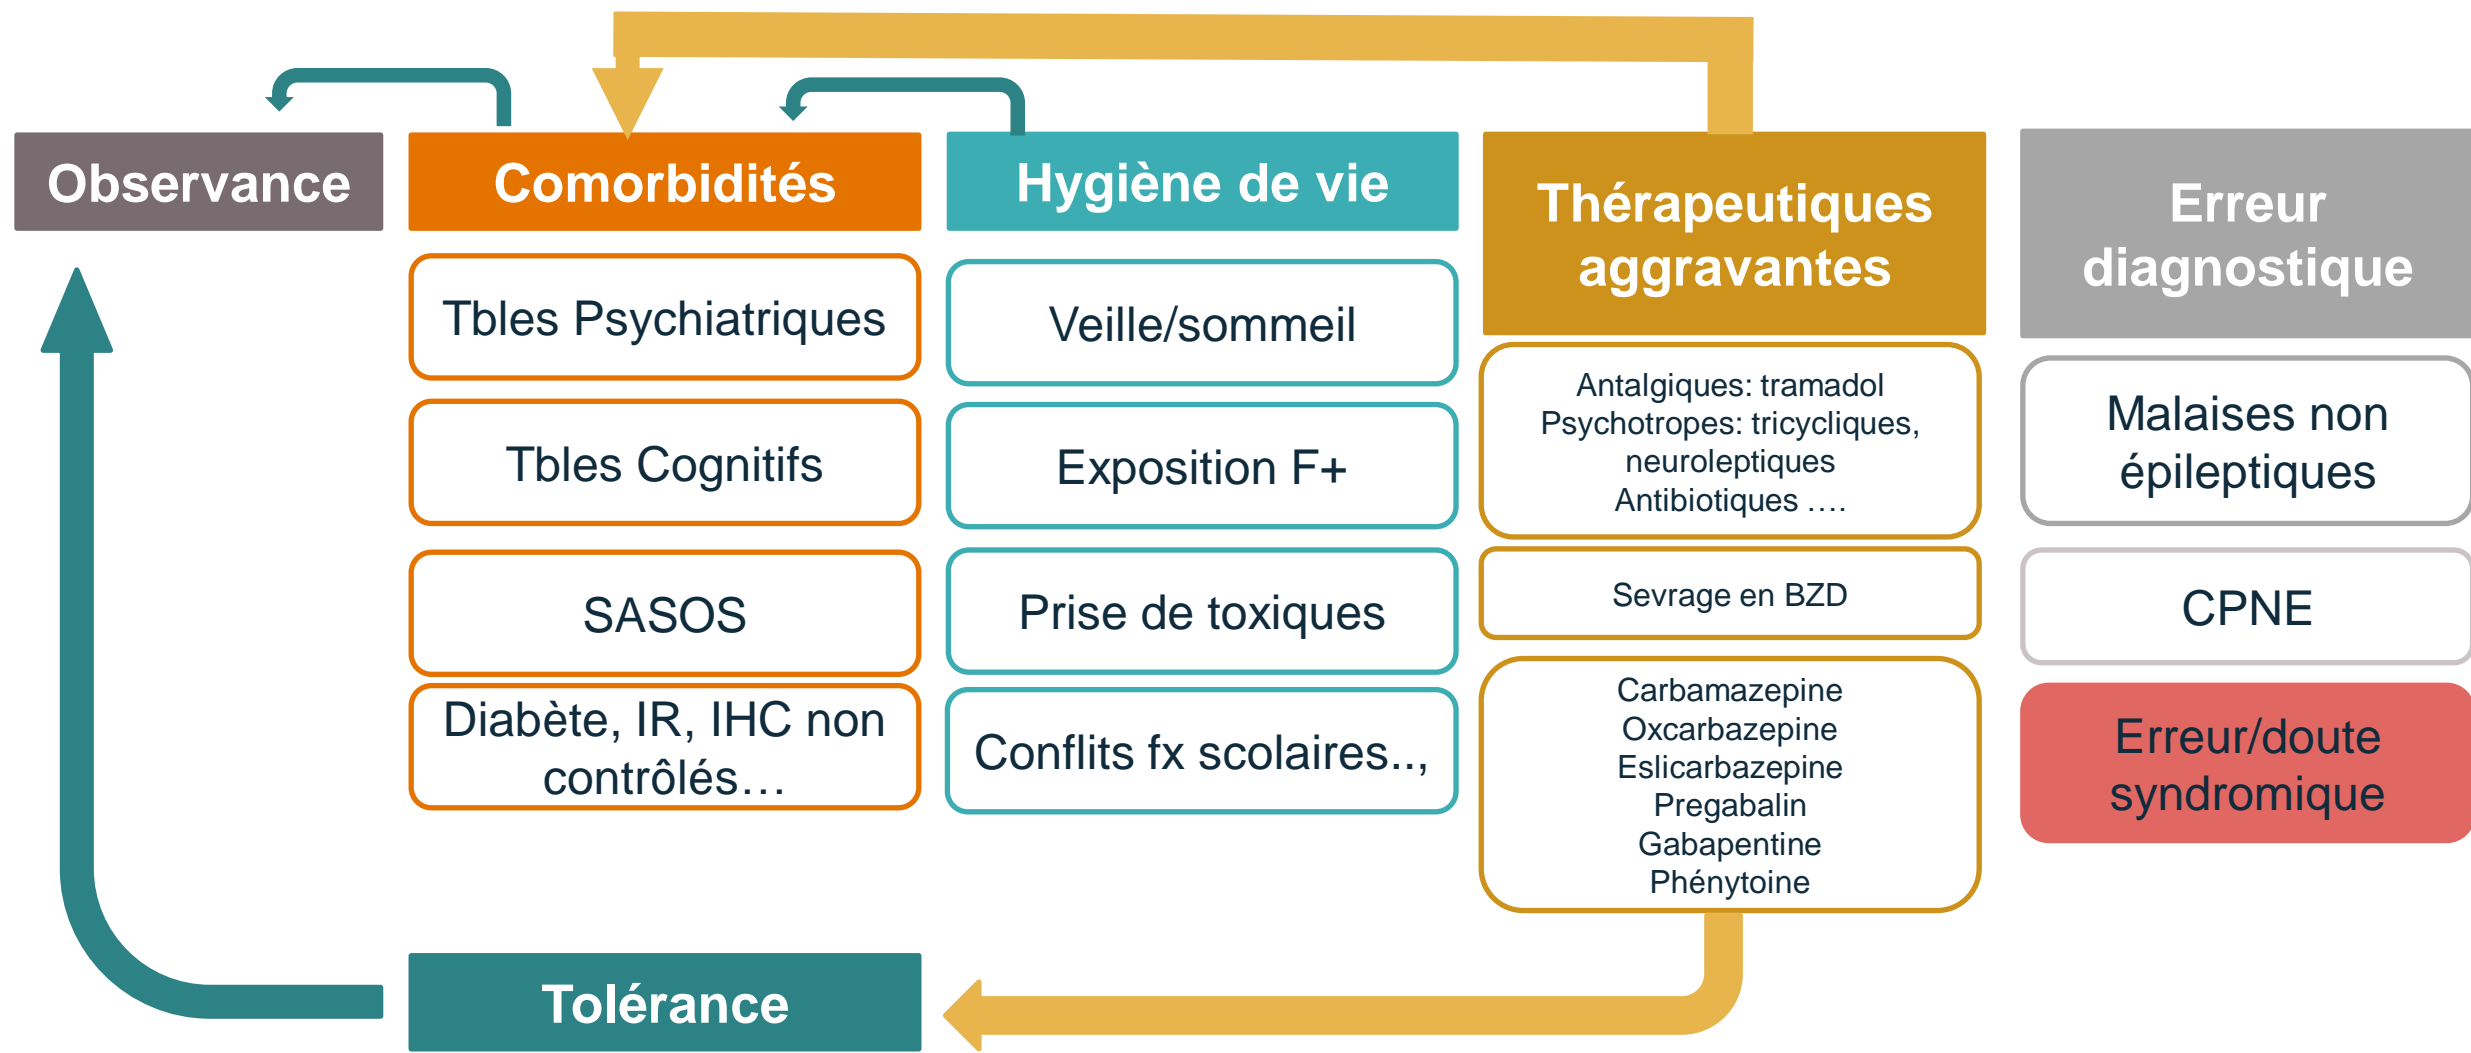 Observance
Comorbidités
Tbles Psychiatriques
Tbles Cognitifs
SASOS
Diabète, IR, IHC non
contrôlés…
Hygiène de vie
Veille/sommeil
Exposition F+
Prise de toxiques
Conflits fx scolaires..,
Thérapeutiques
aggravantes
Antalgiques: tramadol
Psychotropes: tricycliques,
neuroleptiques
Antibiotiques ….
Sevrage en BZD
Carbamazepine
Oxcarbazepine
Eslicarbazepine
Pregabalin
Gabapentine
Phénytoine
Erreur
diagnostique
Malaises non
épileptiques
CPNE
Erreur/doute
syndromique
Tolérance